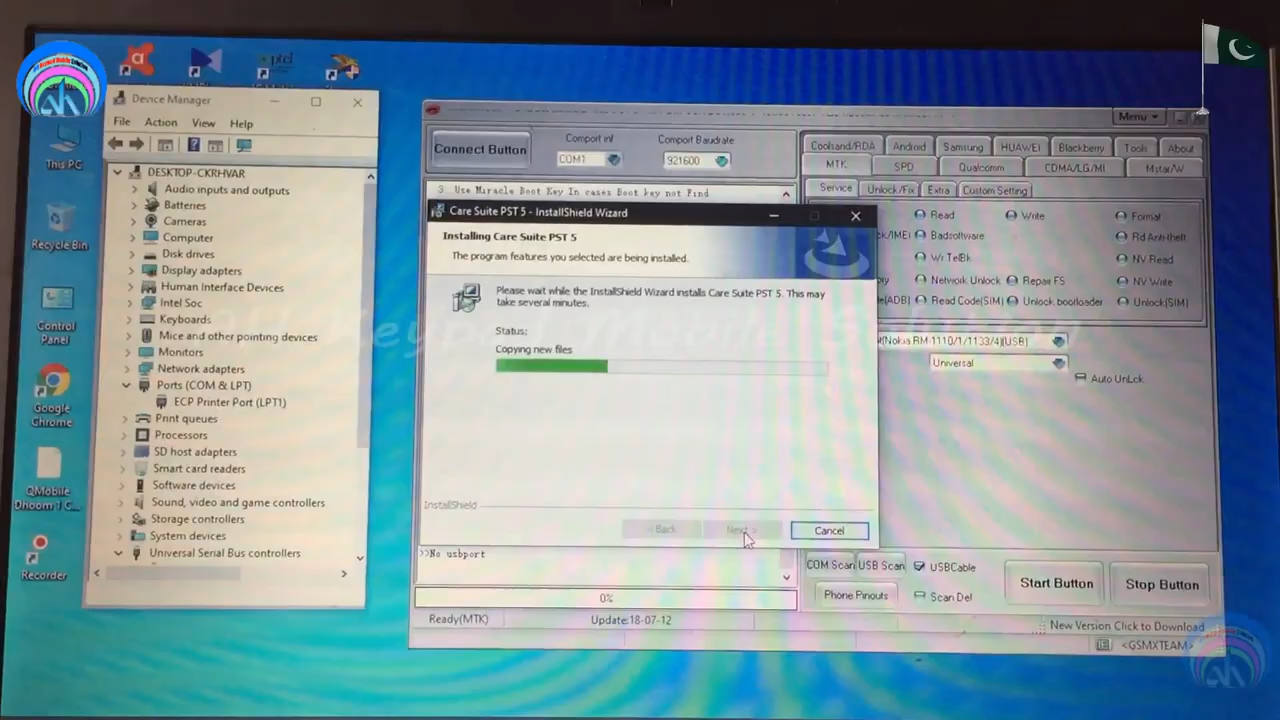 This PC
Recycle Bin
Control
Panel
Google
Chrome
QMobile
Dhoom 1 C...
Recorder
Device Manager
File Action View Help
DESKTOP-CKRHVAR
Audio inputs and outputs
Batteries
Cameras
Computer
Disk drives
Display adapters
Human Interface Devices
Intel Soc
Keyboards
Mice and other pointing devices
Monitors
Network adapters
Ports (COM & LPT)
ECP Printer Port (LPT1)
Print queues
Processors
SD host adapters
Smart card readers
Software devices
Sound, video and game controllers
Storage controllers
System devices
Universal Serial Bus controllers
Menu
Connect Button
Comport inf
COM1
Comport Baudrate
921600
3. Use Miracle Boot Key In cases Boot key not Find
Care Suite PST 5 - InstallShield Wizard
Installing Care Suite PST 5
The program features you selected are being installed.
Please wait while the InstallShield Wizard installs Care Suite PST 5. This may
take several minutes.
Status:
Copying new files
InstallShield
< Back Next > Cancel
>>No usbport
0%
Ready(MTK) Update:18-07-12
Coolsand/RDA Android Samsung HUAWEI Blackberry Tools About
MTK SPD Qualcomm CDMA/LG/MI Mstar/W
Service Unlock/Fix Extra Custom Setting
Read Write Format
Badsoftware Rd Anti-theft
Wr TelBk NV Read
Network Unlock Repair FS NV Write
Read Code(SIM) Unlock bootloader Unlock(SIM)
(Nokia RM 1110/1/1133/4)[USB)
Universal
Auto UnLck
COM Scan USB Scan USBCable
Phone Pinouts Scan Del
Start Button Stop Button
New Version Click to Download
<GSMXTEAM>